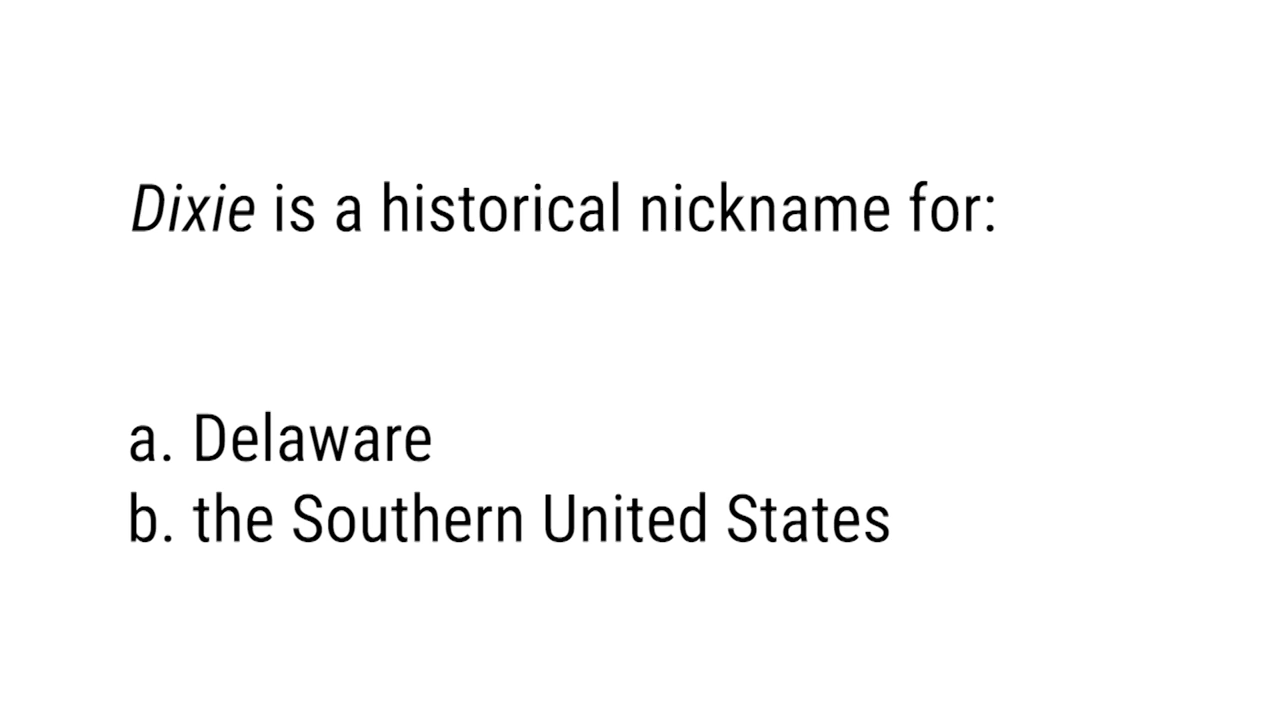 Dixie is a historical nickname for:
a. Delaware
b. the Southern United States